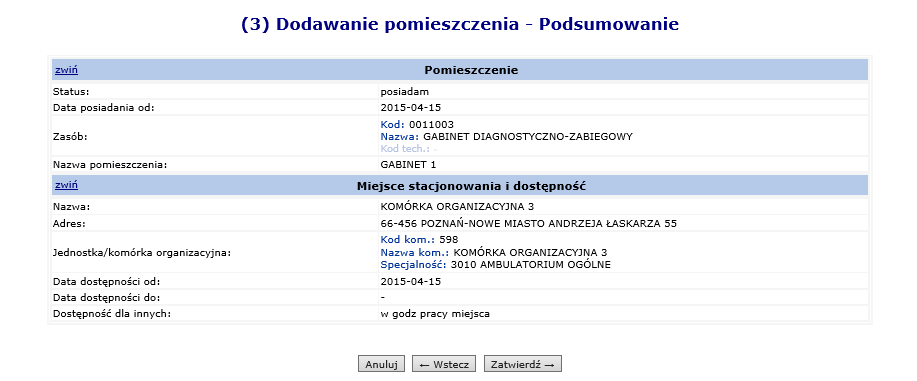 (3) Dodawanie pomieszczenia - Podsumowanie
zwiń Pomieszczenie
Status: posiadam
Data posiadania od: 2015-04-15
Zasób:
Kod: 0011003
Nazwa: GABINET DIAGNOSTYCZNO-ZABIEGOWY
Kod tech.: -
Nazwa pomieszczenia: GABINET 1
zwiń Miejsce stacjonowania i dostępność
Nazwa: KOMÓRKA ORGANIZACYJNA 3
Adres: 66-456 POZNAŃ-NOWE MIASTO ANDRZEJA ŁASKARZA 55
Jednostka/komórka organizacyjna:
Kod kom.: 598
Nazwa kom.: KOMÓRKA ORGANIZACYJNA 3
Specjalność: 3010 AMBULATORIUM OGÓLNE
Data dostępności od: 2015-04-15
Data dostępności do: -
Dostępność dla innych: w godz pracy miejsca
Anuluj ← Wstecz Zatwierdź →